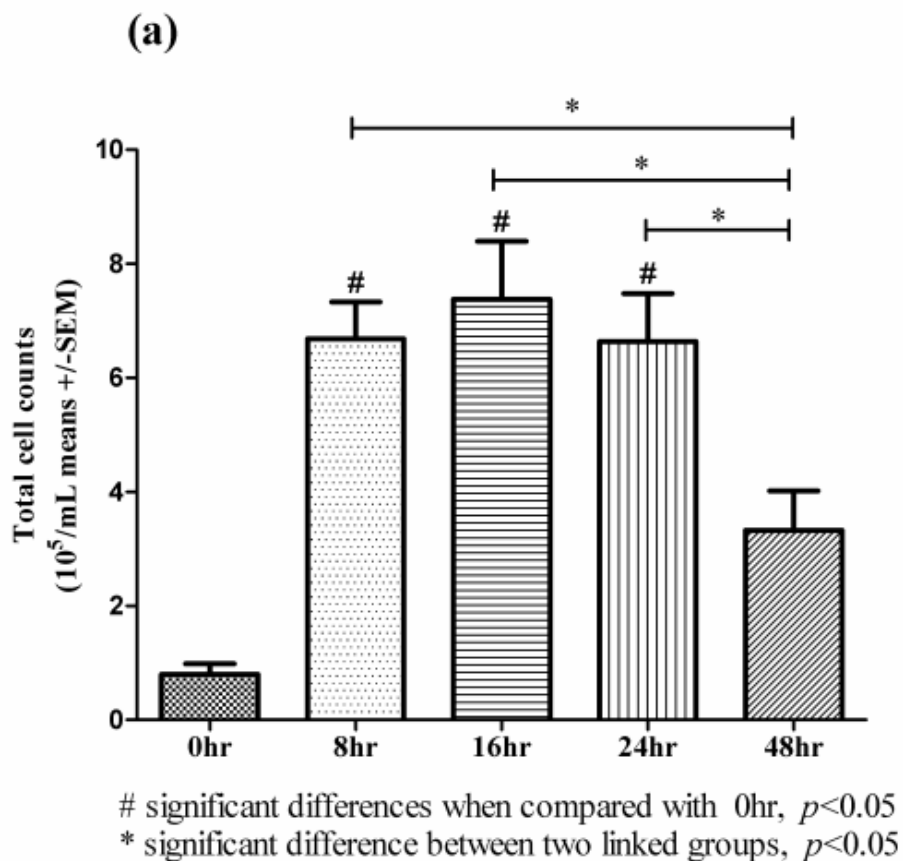 (a)
*
*
*
#
#
#
10
8
6
4
2
0
Total cell counts
(10⁵/mL means +/-SEM)
0hr 8hr 16hr 24hr 48hr
# significant differences when compared with 0hr, p<0.05
* significant difference between two linked groups, p<0.05